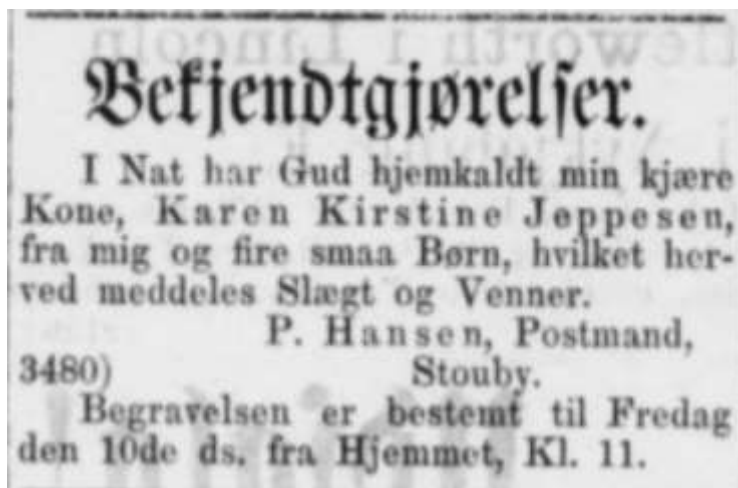 Bekjendtgjørelser.
I Nat har Gud hjemkaldt min kjære
Kone, Karen Kirstine Jeppesen,
fra mig og fire smaa Børn, hvilket her-
ved meddeles Slægt og Venner.
P. Hansen, Postmand,
3480) Stouby.
Begravelsen er bestemt til Fredag
den 10de ds. fra Hjemmet, Kl. 11.